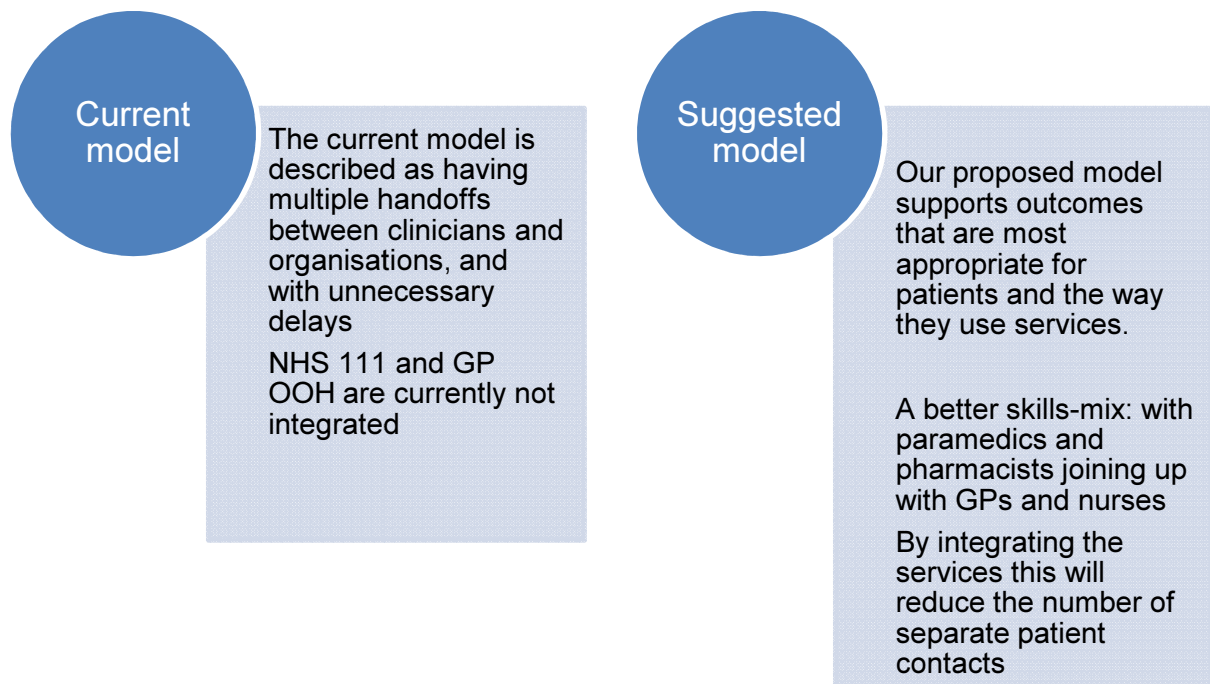 Current
model
The current model is
described as having
multiple handoffs
between clinicians and
organisations, and
with unnecessary
delays
NHS 111 and GP
OOH are currently not
integrated
Suggested
model
Our proposed model
supports outcomes
that are most
appropriate for
patients and the way
they use services.
A better skills-mix: with
paramedics and
pharmacists joining up
with GPs and nurses
By integrating the
services this will
reduce the number of
separate patient
contacts